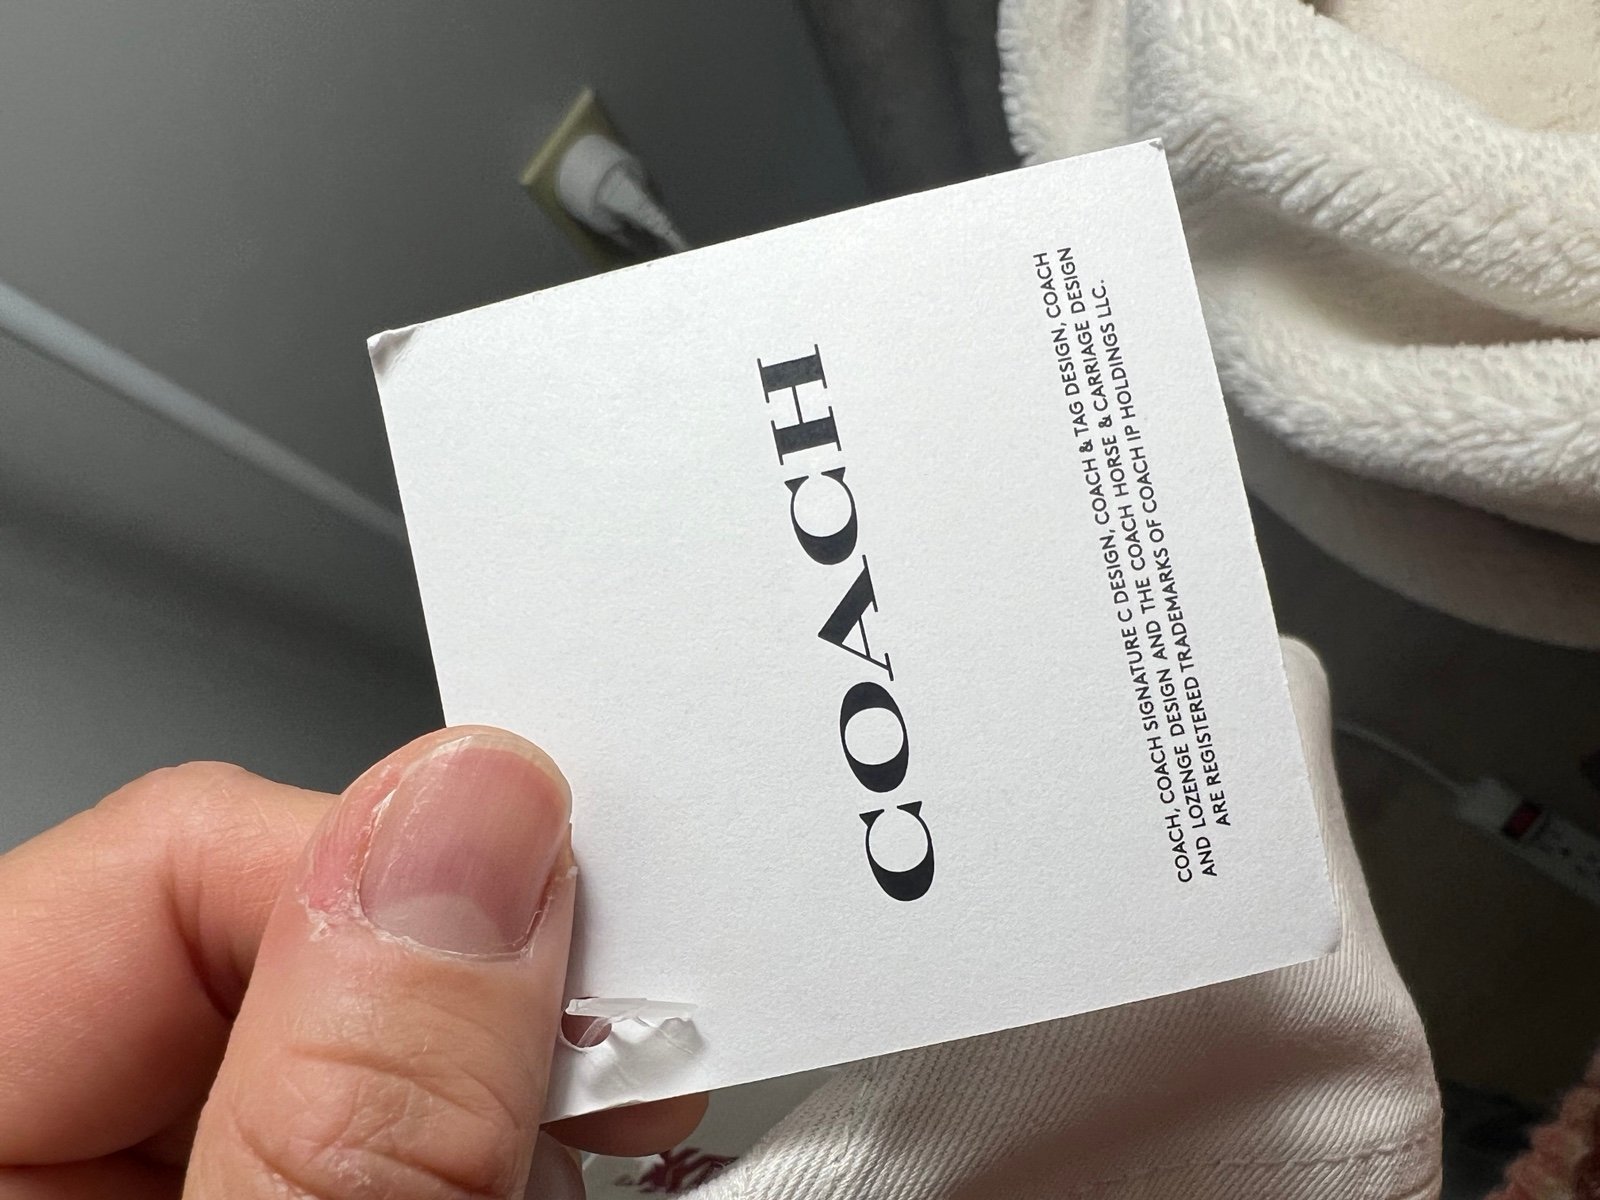 COACH
COACH, COACH SIGNATURE C DESIGN, COACH & TAG DESIGN, COACH
AND LOZENGE DESIGN AND THE COACH HORSE & CARRIAGE DESIGN
ARE REGISTERED TRADEMARKS OF COACH IP HOLDINGS LLC.